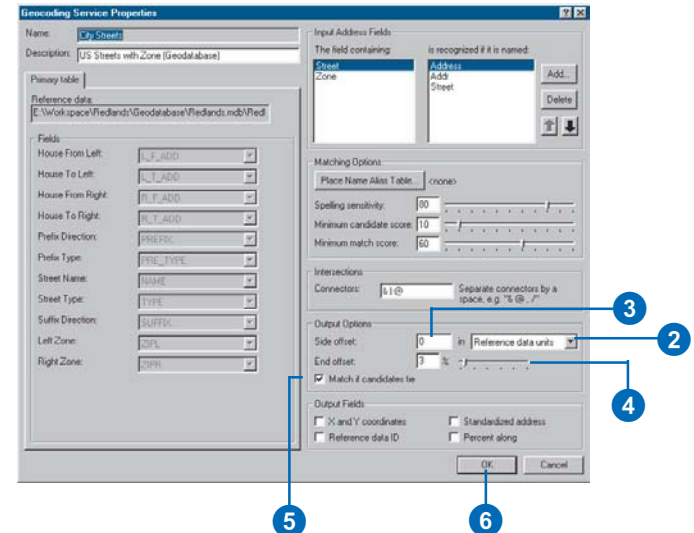 Geocoding Service Properties
Name: City Streets
Description: US Streets with Zone (Geodatabase)
Primary table
Reference data:
E:\Workspace\Redlands\Geodatabase\Redlands.mdb\Redl
Fields
House From Left: L_F_ADD
House To Left: L_T_ADD
House From Right: R_F_ADD
House To Right: R_T_ADD
Prefix Direction: PREFIX
Prefix Type: PRE_TYPE
Street Name: NAME
Street Type: TYPE
Suffix Direction: SUFFIX
Left Zone: ZIPL
Right Zone: ZIPR
Input Address Fields
The field containing: is recognized if it is named:
Street
Zone
Address
Addr
Street
Add...
Delete
Matching Options
Place Name Alias Table... <none>
Spelling sensitivity: 80
Minimum candidate score: 10
Minimum match score: 60
Intersections
Connectors: & | @ Separate connectors by a
space, e.g. "& @ , /"
Output Options
Side offset: 0 in Reference data units
End offset: 3 %
Match if candidates tie
Output Fields
X and Y coordinates Standardized address
Reference data ID Percent along
OK Cancel
3
2
4
5
6